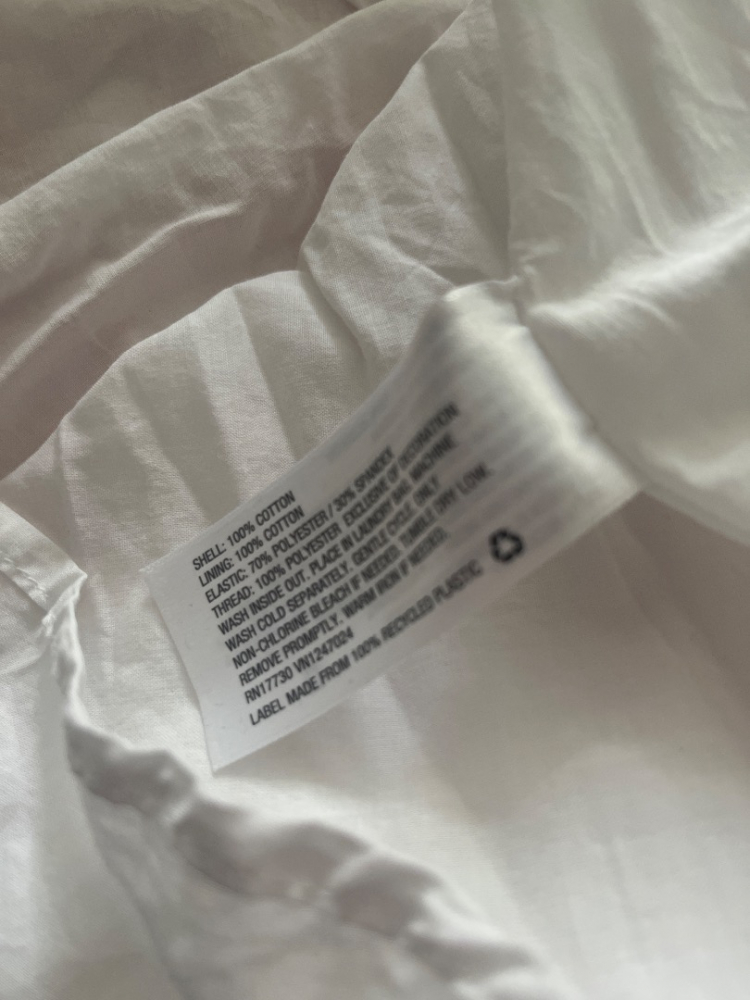 SHELL: 100% COTTON
LINING: 100% COTTON
ELASTIC: 70% POLYESTER / 30% SPANDEX
THREAD: 100% POLYESTER EXCLUSIVE OF DECORATION
WASH INSIDE OUT. PLACE IN LAUNDRY BAG. MACHINE
WASH COLD SEPARATELY. GENTLE CYCLE. ONLY
NON-CHLORINE BLEACH IF NEEDED. TUMBLE DRY LOW.
REMOVE PROMPTLY. WARM IRON IF NEEDED.
RN17730 VN1247024
LABEL MADE FROM 100% RECYCLED PLASTIC